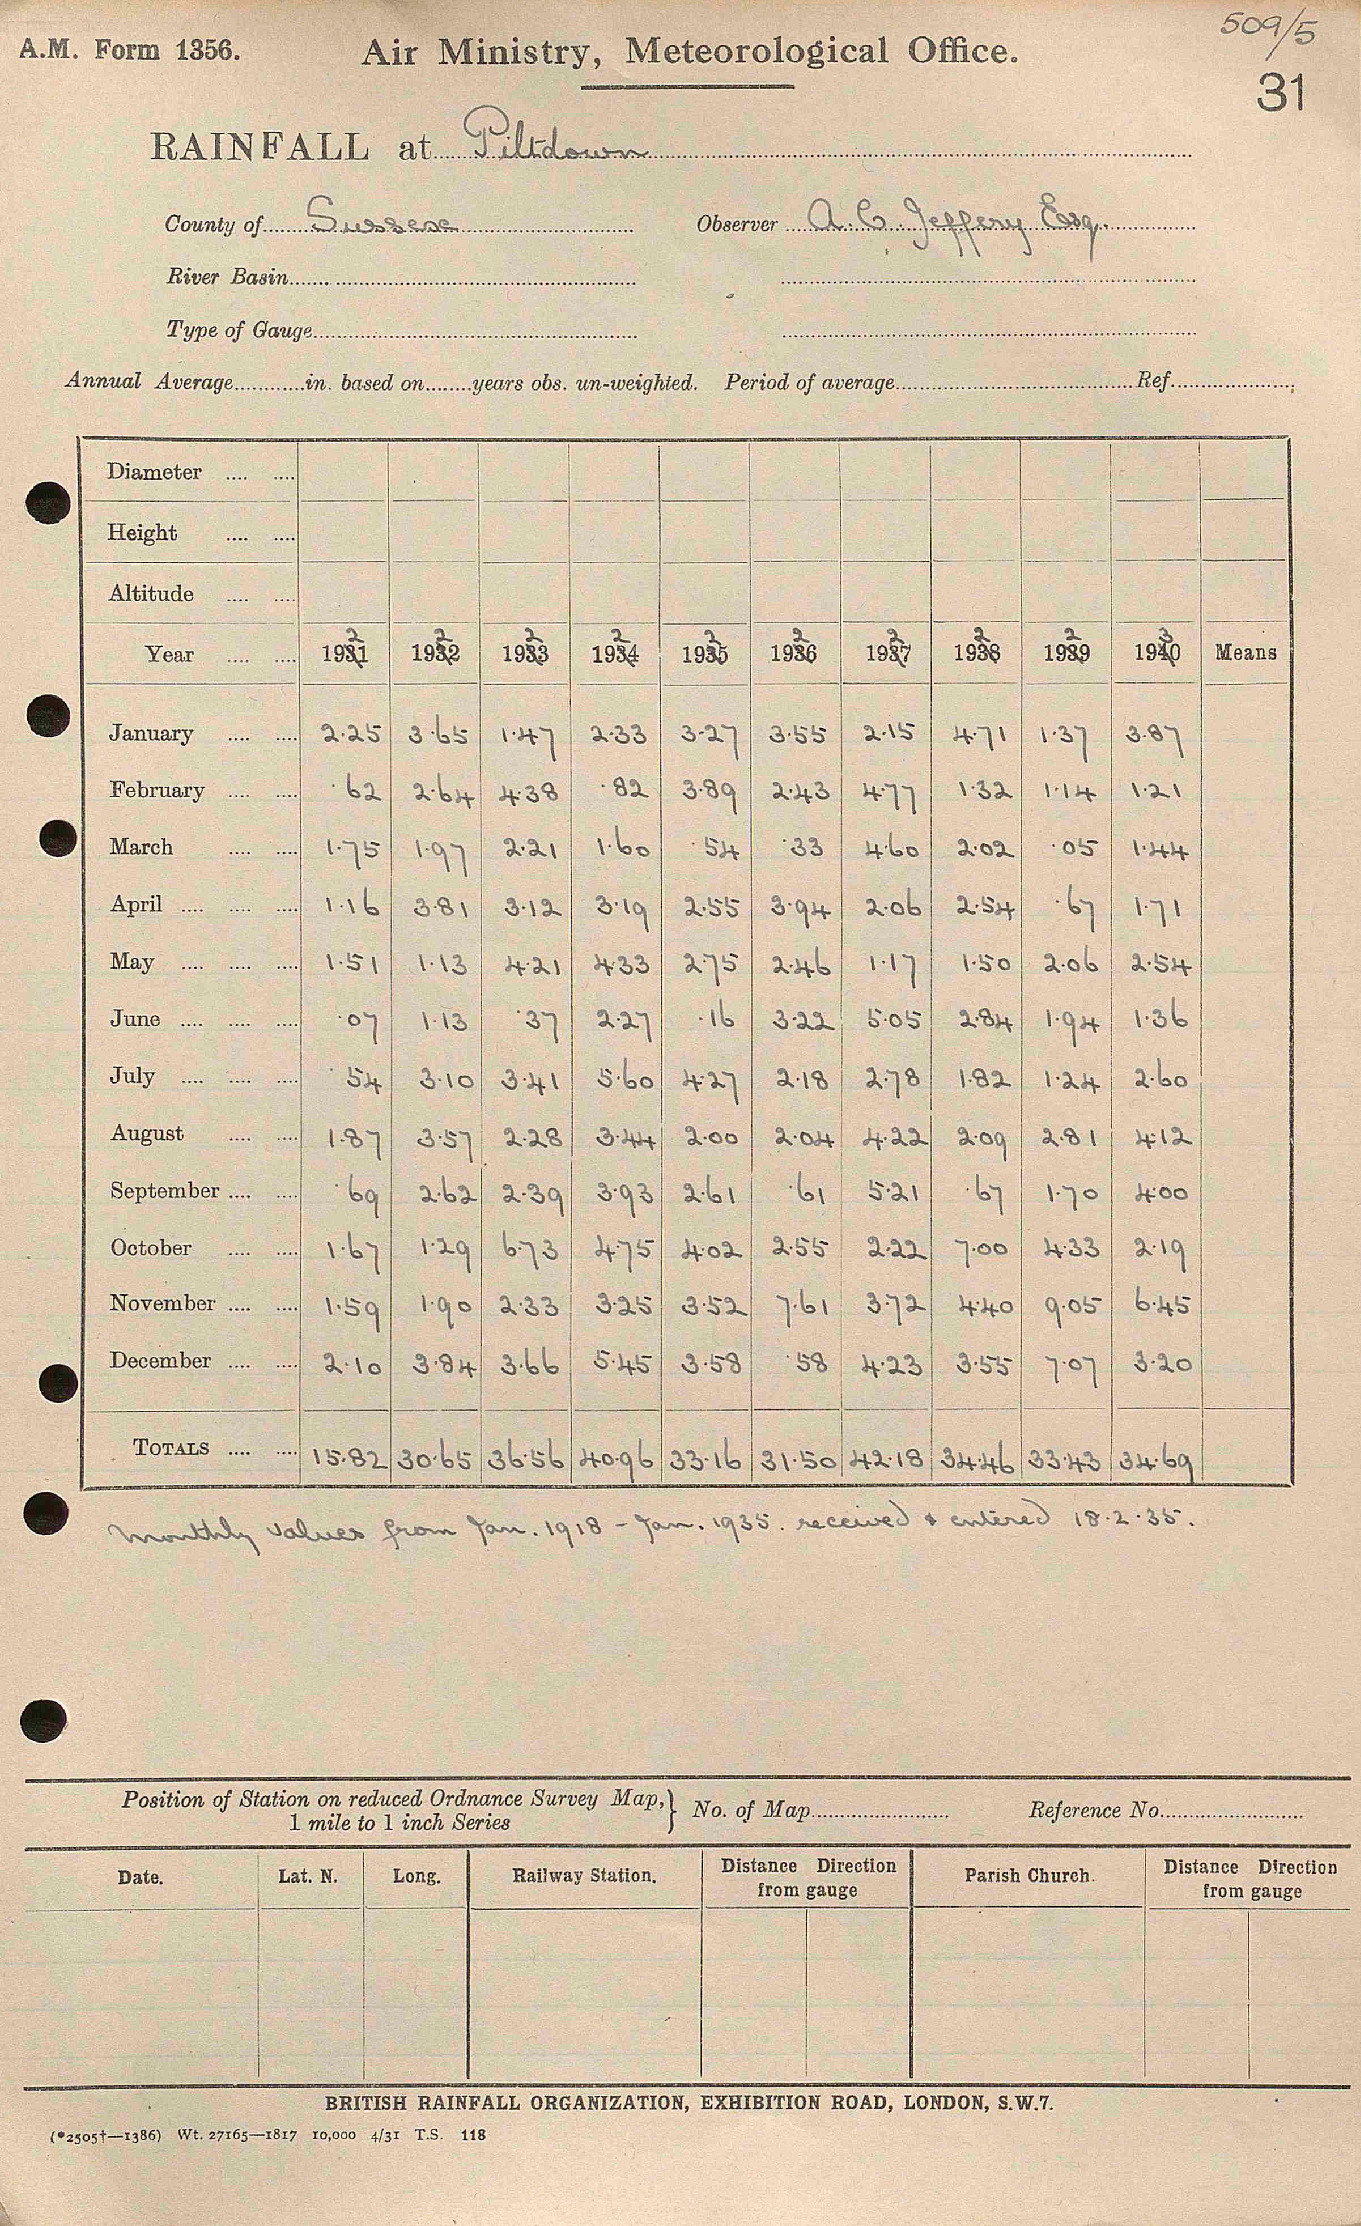 509/5
A.M. Form 1356. Air Ministry, Meteorological Office.
31
RAINFALL at Piltdown
County of Sussex Observer A. C. Jeffery Esq.
River Basin
Type of Gauge
Annual Average in. based on years obs. un-weighted. Period of average Ref.
Diameter
Height
Altitude
Year 1921 1922 1923 1924 1925 1926 1927 1928 1929 1930 Means
January 2.25 3.65 1.47 2.33 3.27 3.55 2.15 4.71 1.37 3.87
February .62 2.64 4.38 .82 3.89 2.43 4.77 1.32 1.14 1.21
March 1.75 1.97 2.21 1.60 .54 .33 4.60 2.02 .05 1.44
April 1.16 3.81 3.12 3.19 2.55 3.94 2.06 2.54 .67 1.71
May 1.51 1.13 4.21 4.33 2.75 2.46 1.17 1.50 2.06 2.54
June .07 1.13 .37 2.27 .16 3.22 5.05 2.84 1.94 1.36
July .54 3.10 3.41 5.60 4.27 2.18 2.78 1.82 1.24 2.60
August 1.87 3.57 2.28 3.44 2.00 2.04 4.22 2.09 2.81 4.12
September .69 2.62 2.39 3.93 2.61 .61 5.21 .67 1.70 4.00
October 1.67 1.29 6.73 4.75 4.02 2.55 2.22 7.00 4.33 2.19
November 1.59 1.90 2.33 3.25 3.52 7.61 3.72 4.40 9.05 6.45
December 2.10 3.84 3.66 5.45 3.58 .58 4.23 3.55 7.07 3.20
TOTALS 15.82 30.65 36.56 40.96 33.16 31.50 42.18 34.46 33.43 34.69
Monthly values from Jan. 1918 - Jan. 1935. received & entered 18.2.35.
Position of Station on reduced Ordnance Survey Map, } No. of Map Reference No.
1 mile to 1 inch Series
Date. Lat. N. Long. Railway Station. Distance Direction from gauge Parish Church. Distance Direction from gauge
BRITISH RAINFALL ORGANIZATION, EXHIBITION ROAD, LONDON, S.W.7.
(*2505†—1386) Wt. 27165—1817 10,000 4/31 T.S. 118